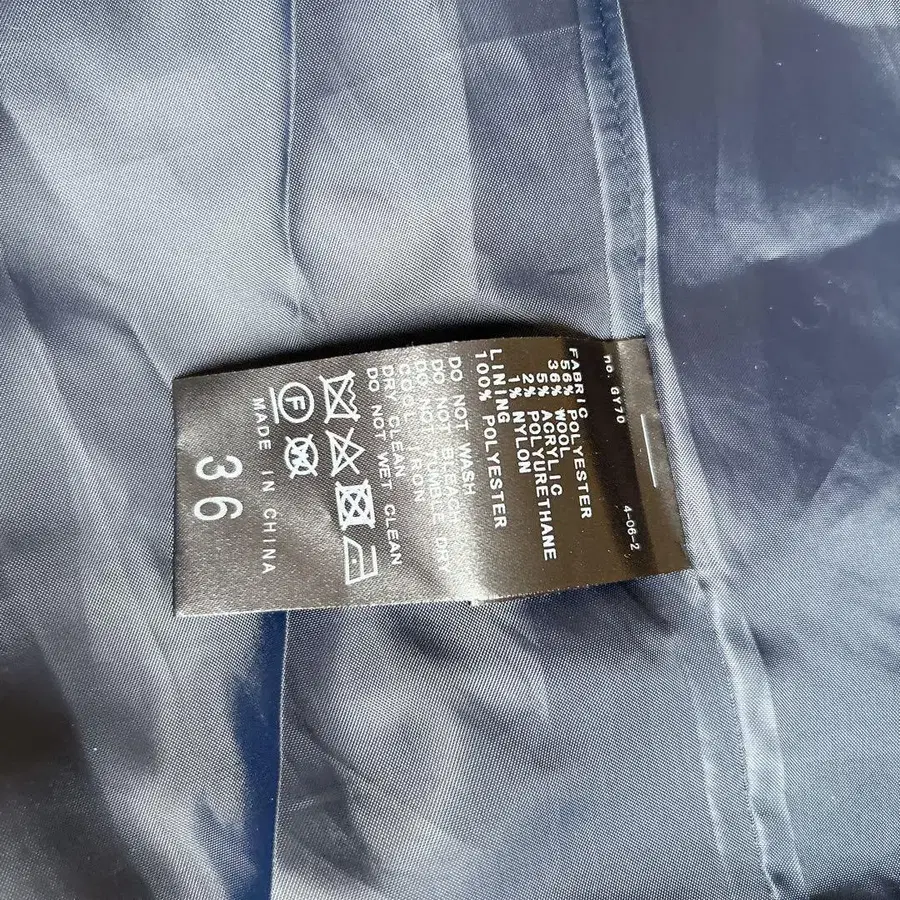 no. GY7D 4-06-2
FABRIC
56% POLYESTER
36% WOOL
5% ACRYLIC
2% POLYURETHANE
1% NYLON
LINING
100% POLYESTER
DO NOT WASH
DO NOT BLEACH
DO NOT TUMBLE DRY
COOL IRON
DRY CLEAN
DO NOT WET CLEAN
F W
MADE IN CHINA
36